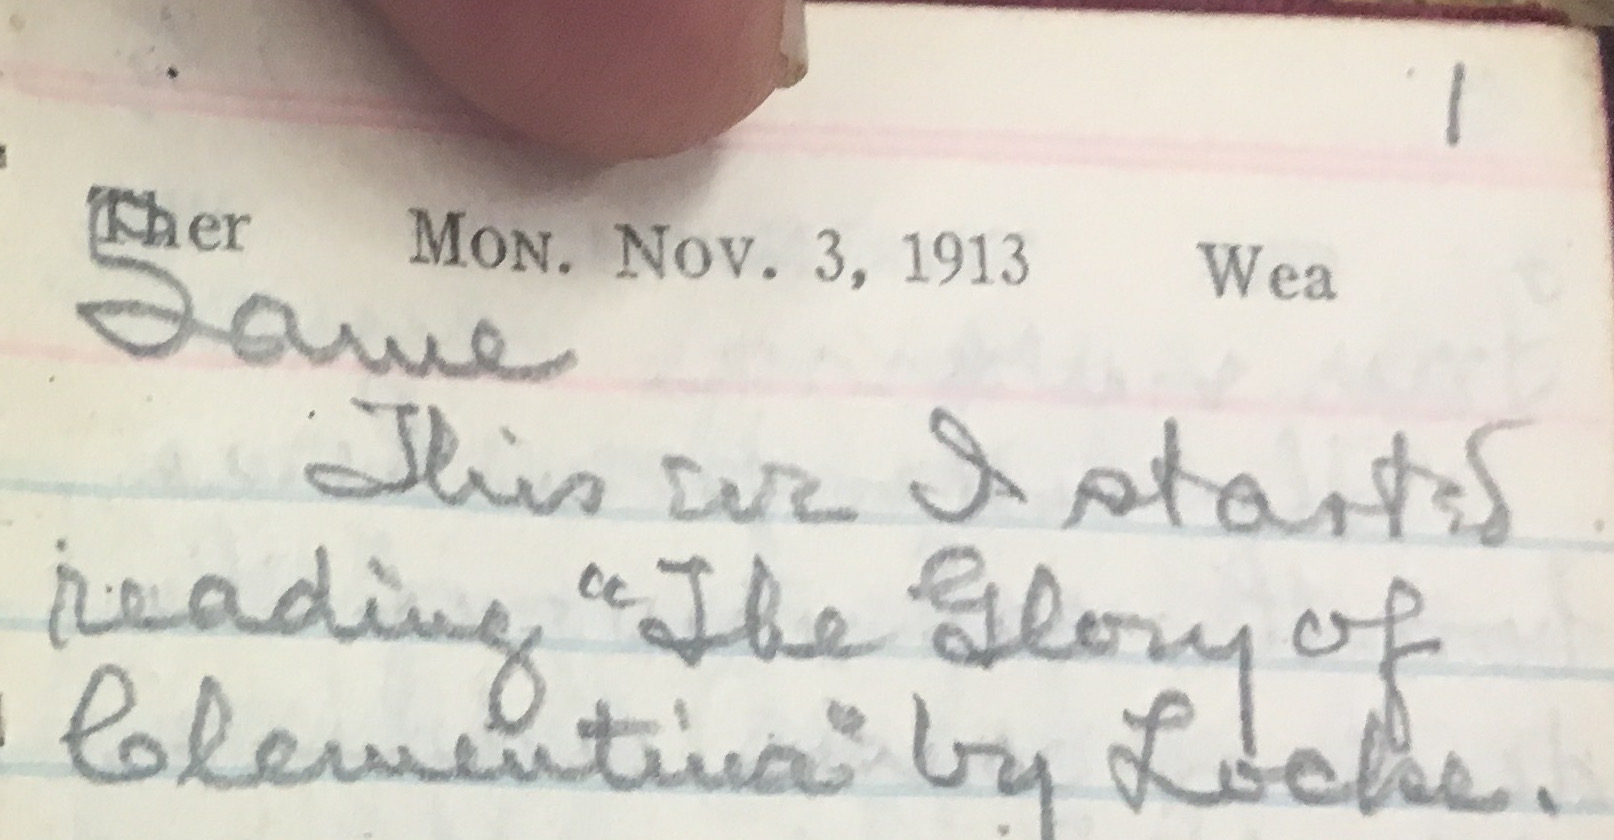 1
Ther Mon. Nov. 3, 1913 Wea
Same
This eve I started
reading "The Glory of
Clementina" by Locke.